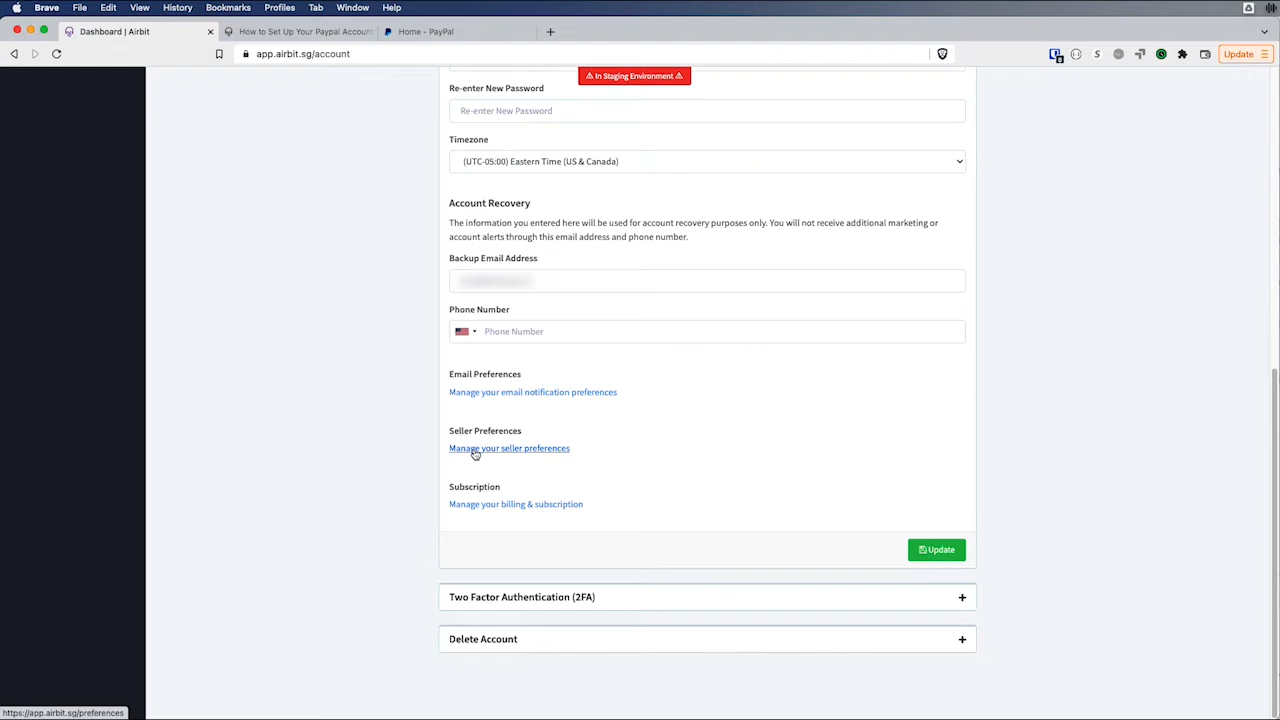 Brave File Edit View History Bookmarks Profiles Tab Window Help
Dashboard | Airbit
How to Set Up Your Paypal Account
Home - PayPal
app.airbit.sg/account
Update
In Staging Environment
Re-enter New Password
Re-enter New Password
Timezone
(UTC-05:00) Eastern Time (US & Canada)
Account Recovery
The information you entered here will be used for account recovery purposes only. You will not receive additional marketing or
account alerts through this email address and phone number.
Backup Email Address
Phone Number
Phone Number
Email Preferences
Manage your email notification preferences
Seller Preferences
Manage your seller preferences
Subscription
Manage your billing & subscription
Update
Two Factor Authentication (2FA)
Delete Account
https://app.airbit.sg/preferences